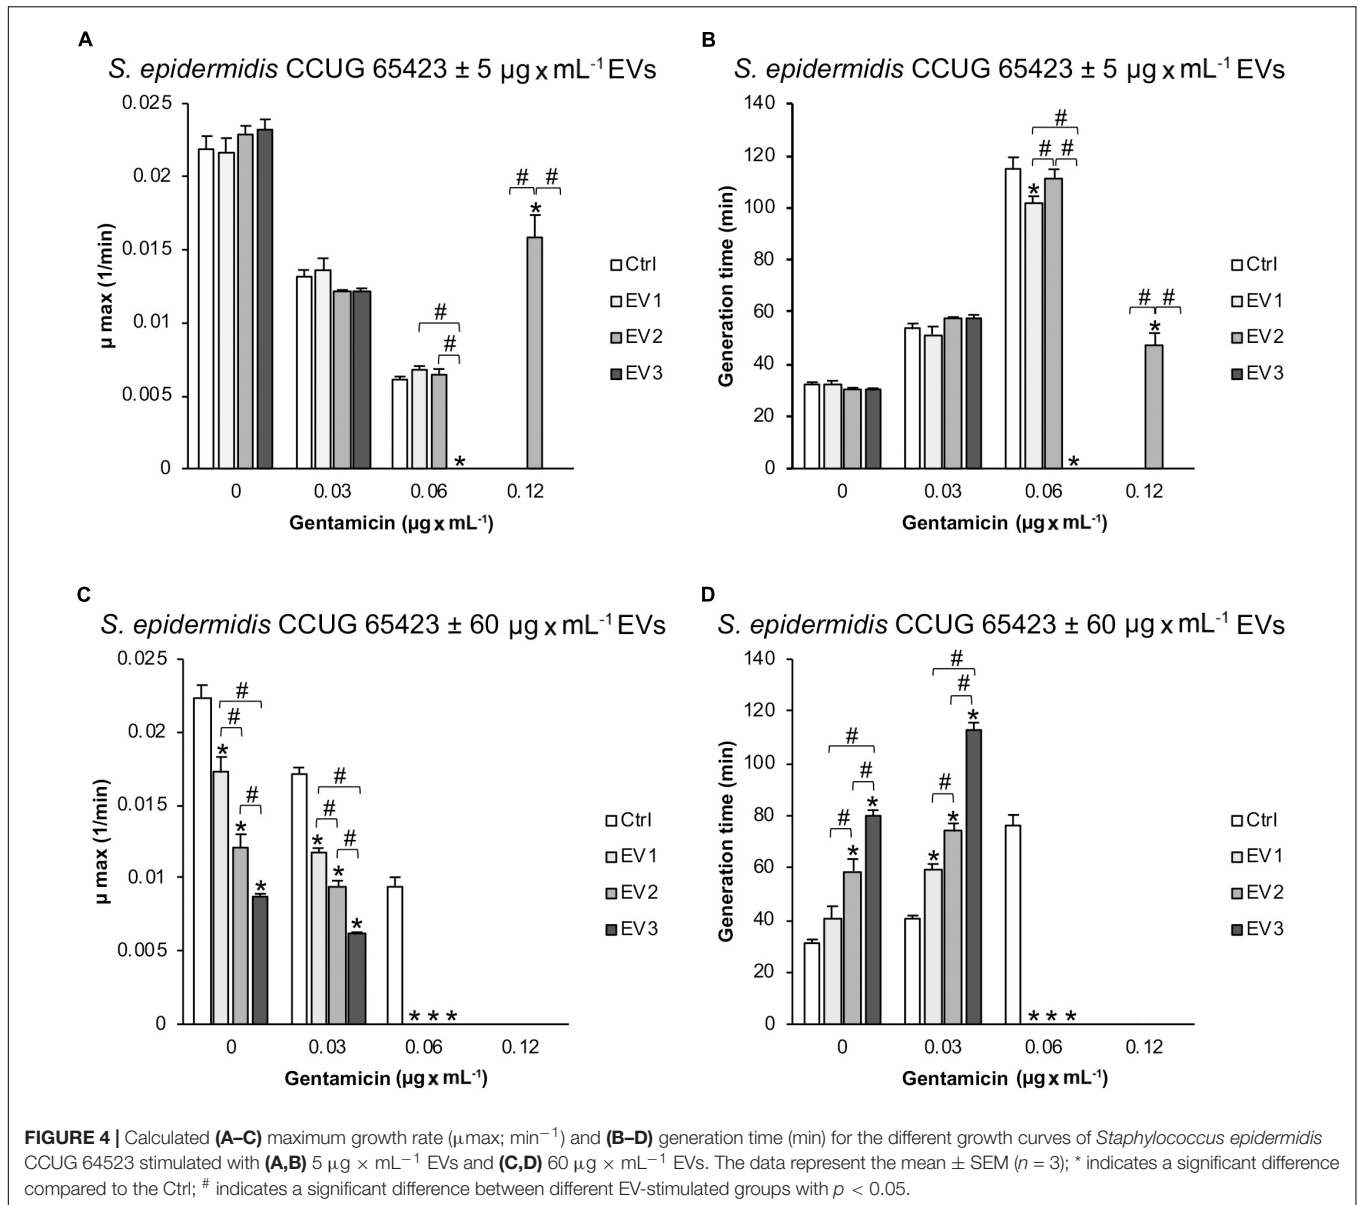 A
S. epidermidis CCUG 65423 ± 5 µg x mL-1 EVs
0.025
0.02
0.015
0.01
0.005
0
µ max (1/min)
# #
*
#
#
*
0 0.03 0.06 0.12
Gentamicin (µg x mL-1)
Ctrl
EV1
EV2
EV3
B
S. epidermidis CCUG 65423 ± 5 µg x mL-1 EVs
140
120
100
80
60
40
20
0
Generation time (min)
#
# #
*
*
# #
*
0 0.03 0.06 0.12
Gentamicin (µg x mL-1)
Ctrl
EV1
EV2
EV3
C
S. epidermidis CCUG 65423 ± 60 µg x mL-1 EVs
0.025
0.02
0.015
0.01
0.005
0
µ max (1/min)
#
#
*
#
*
*
#
#
*
#
*
*
* * *
0 0.03 0.06 0.12
Gentamicin (µg x mL-1)
Ctrl
EV1
EV2
EV3
D
S. epidermidis CCUG 65423 ± 60 µg x mL-1 EVs
140
120
100
80
60
40
20
0
Generation time (min)
#
#
#
*
*
#
#
*
#
*
*
* * *
0 0.03 0.06 0.12
Gentamicin (µg x mL-1)
Ctrl
EV1
EV2
EV3
FIGURE 4 | Calculated (A–C) maximum growth rate (µmax; min−1) and (B–D) generation time (min) for the different growth curves of Staphylococcus epidermidis
CCUG 64523 stimulated with (A,B) 5 µg × mL−1 EVs and (C,D) 60 µg × mL−1 EVs. The data represent the mean ± SEM (n = 3); * indicates a significant difference
compared to the Ctrl; # indicates a significant difference between different EV-stimulated groups with p < 0.05.